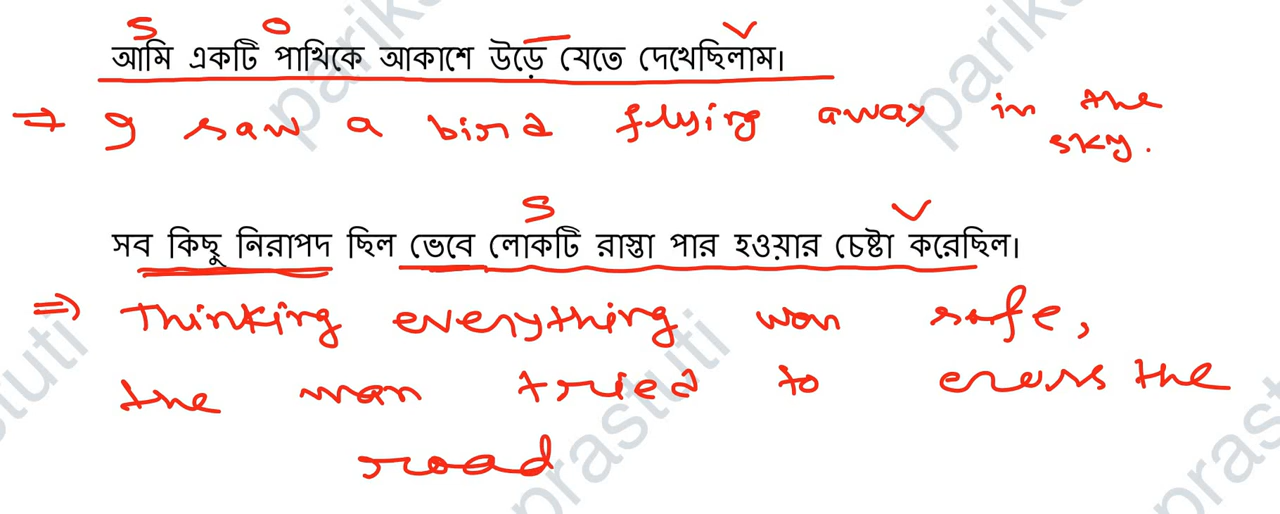 S O V
আমি একটি পাখিকে আকাশে উড়ে যেতে দেখেছিলাম।
⇒ I saw a bird flying away in the
sky.
S V
সব কিছু নিরাপদ ছিল ভেবে লোকটি রাস্তা পার হওয়ার চেষ্টা করেছিল।
⇒ Thinking everything was safe,
the man tried to cross the
road